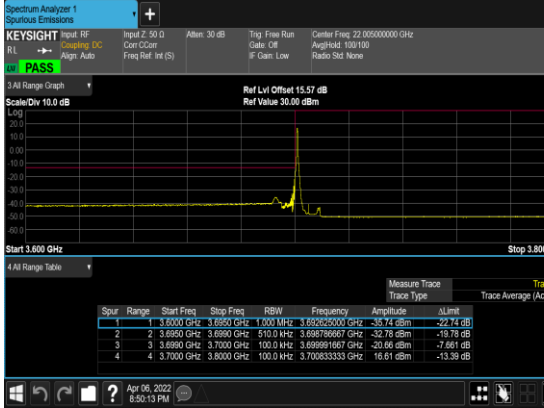 Spectrum Analyzer 1
Spurious Emissions
+
KEYSIGHT Input: RF Input Z: 50 Ω Atten: 30 dB Trig: Free Run Center Freq: 22.005000000 GHz
RL Coupling: DC Corr CCorr Gate: Off Avg|Hold: 100/100
Align: Auto Freq Ref: Int (S) IF Gain: Low Radio Std: None
PASS
3 All Range Graph
Ref Lvl Offset 15.57 dB
Scale/Div 10.0 dB Ref Value 30.00 dBm
Log
20.0
10.0
0.00
-10.0
-20.0
-30.0
-40.0
-50.0
-60.0
Start 3.600 GHz Stop 3.800
4 All Range Table
Measure Trace Tra
Trace Type Trace Average (Ac
Spur Range Start Freq Stop Freq RBW Frequency Amplitude ΔLimit
1 1 3.6000 GHz 3.6950 GHz 1.000 MHz 3.692625000 GHz -35.74 dBm -22.74 dB
2 2 3.6950 GHz 3.6990 GHz 510.0 kHz 3.698786667 GHz -32.78 dBm -19.78 dB
3 3 3.6990 GHz 3.7000 GHz 100.0 kHz 3.699991667 GHz -20.66 dBm -7.661 dB
4 4 3.7000 GHz 3.8000 GHz 100.0 kHz 3.700833333 GHz 16.61 dBm -13.39 dB
? Apr 06, 2022
8:50:13 PM